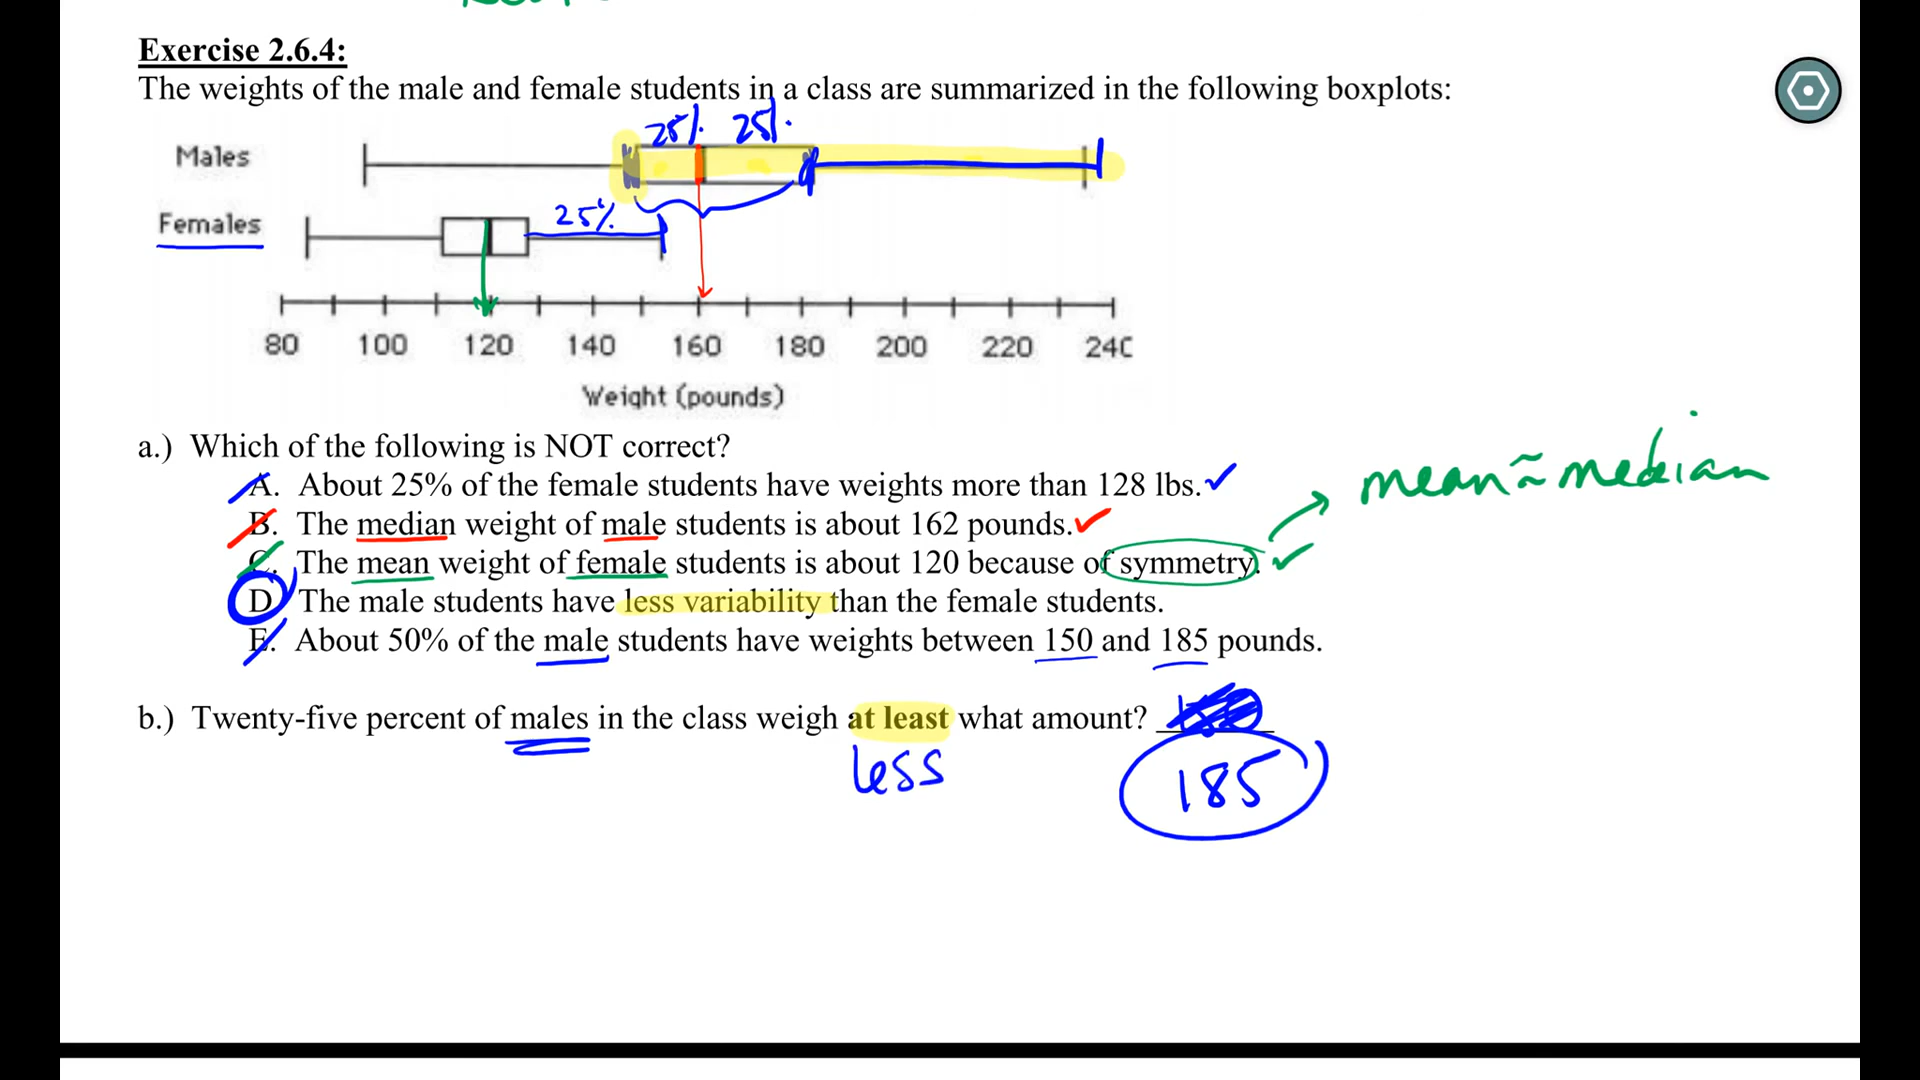 Exercise 2.6.4:
The weights of the male and female students in a class are summarized in the following boxplots:
25% 25%
Males
25%
Females
80 100 120 140 160 180 200 220 240
Weight (pounds)
a.) Which of the following is NOT correct?
A. About 25% of the female students have weights more than 128 lbs.
mean ≈ median
B. The median weight of male students is about 162 pounds.
C. The mean weight of female students is about 120 because of symmetry.
D. The male students have less variability than the female students.
E. About 50% of the male students have weights between 150 and 185 pounds.
b.) Twenty-five percent of males in the class weigh at least what amount?
less
185